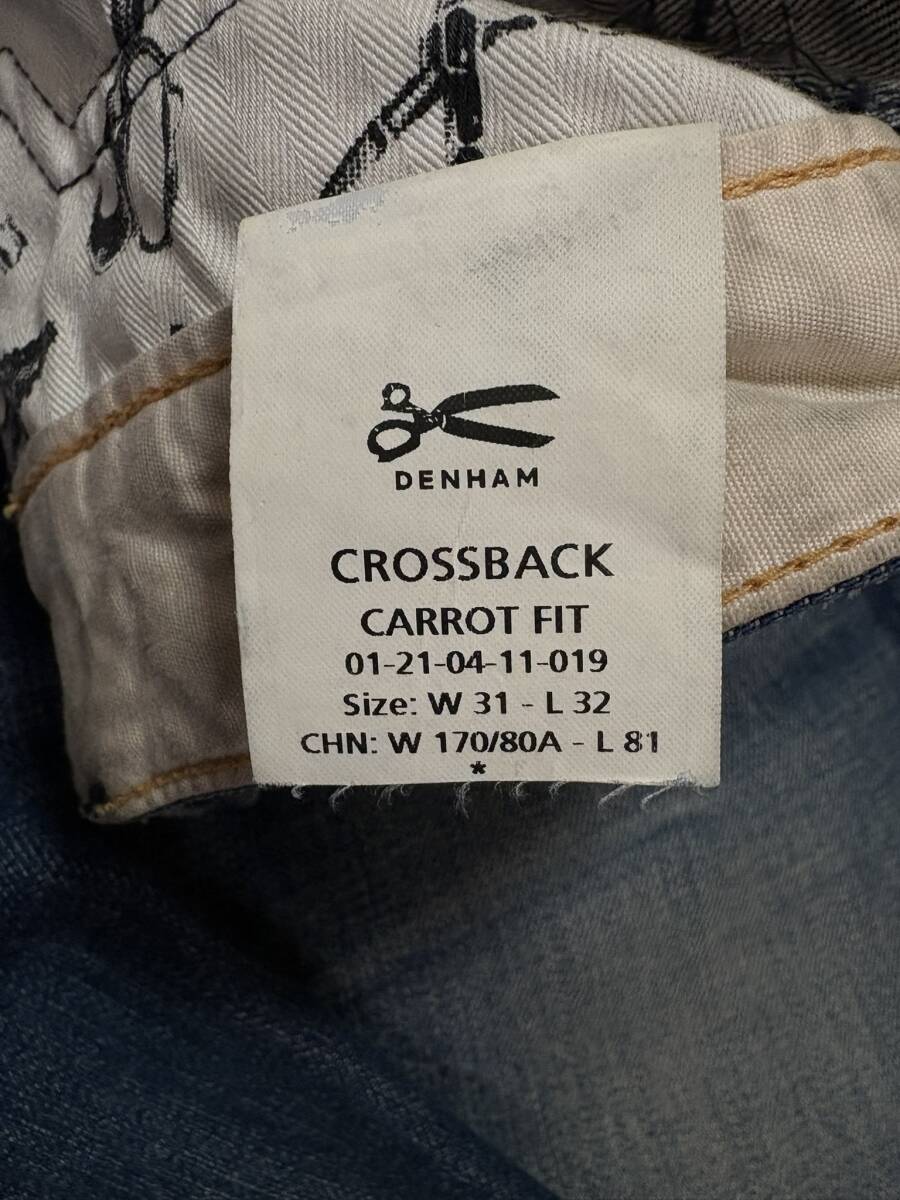 DENHAM
CROSSBACK
CARROT FIT
01-21-04-11-019
Size: W 31 - L 32
CHN: W 170/80A - L 81
*